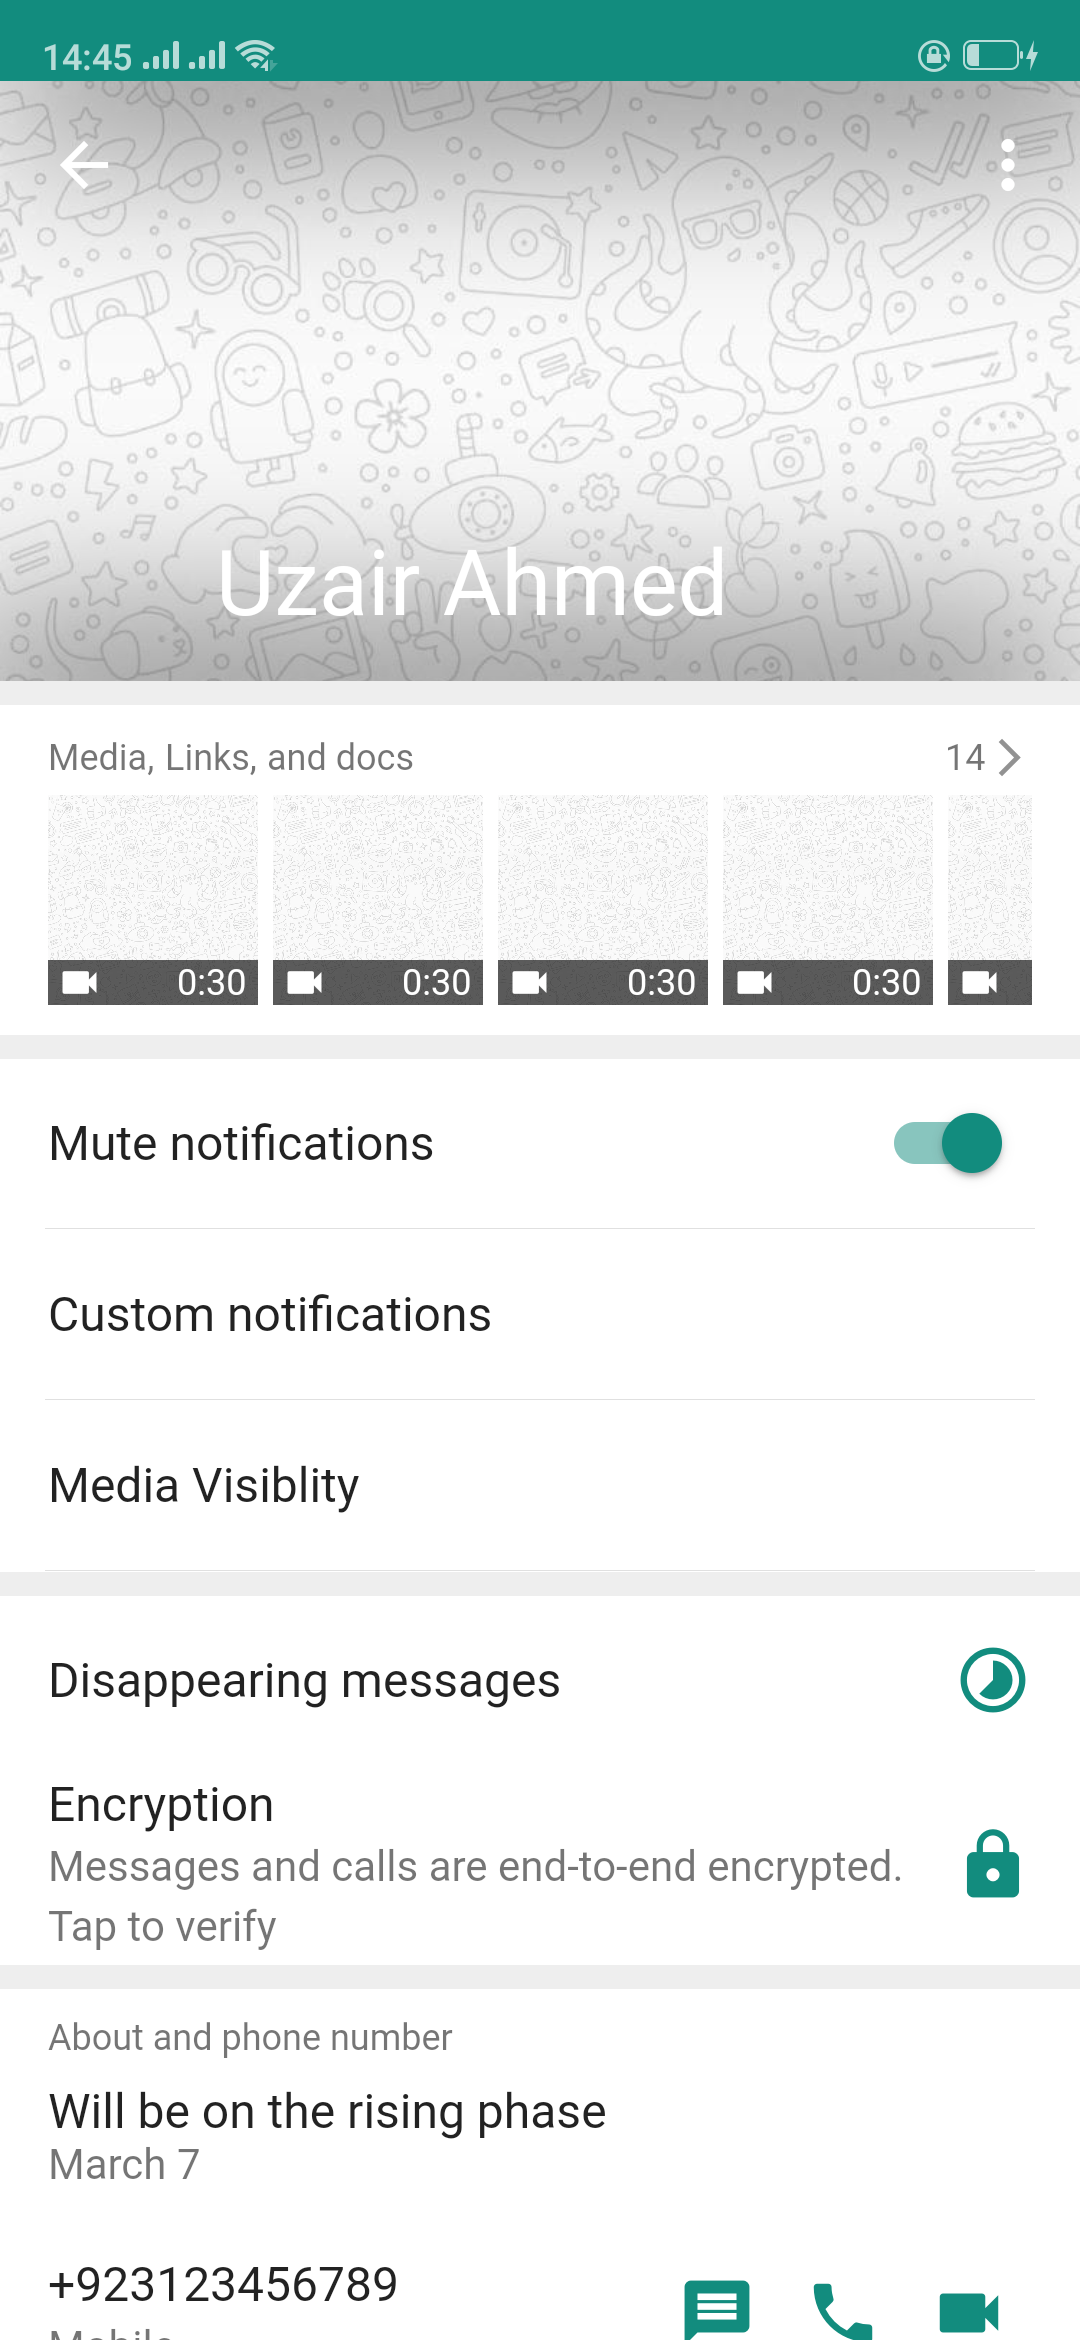 14:45
Uzair Ahmed
Media, Links, and docs 14
0:30 0:30 0:30 0:30
Mute notifications
Custom notifications
Media Visiblity
Disappearing messages
Encryption
Messages and calls are end-to-end encrypted.
Tap to verify
About and phone number
Will be on the rising phase
March 7
+923123456789
Mobile